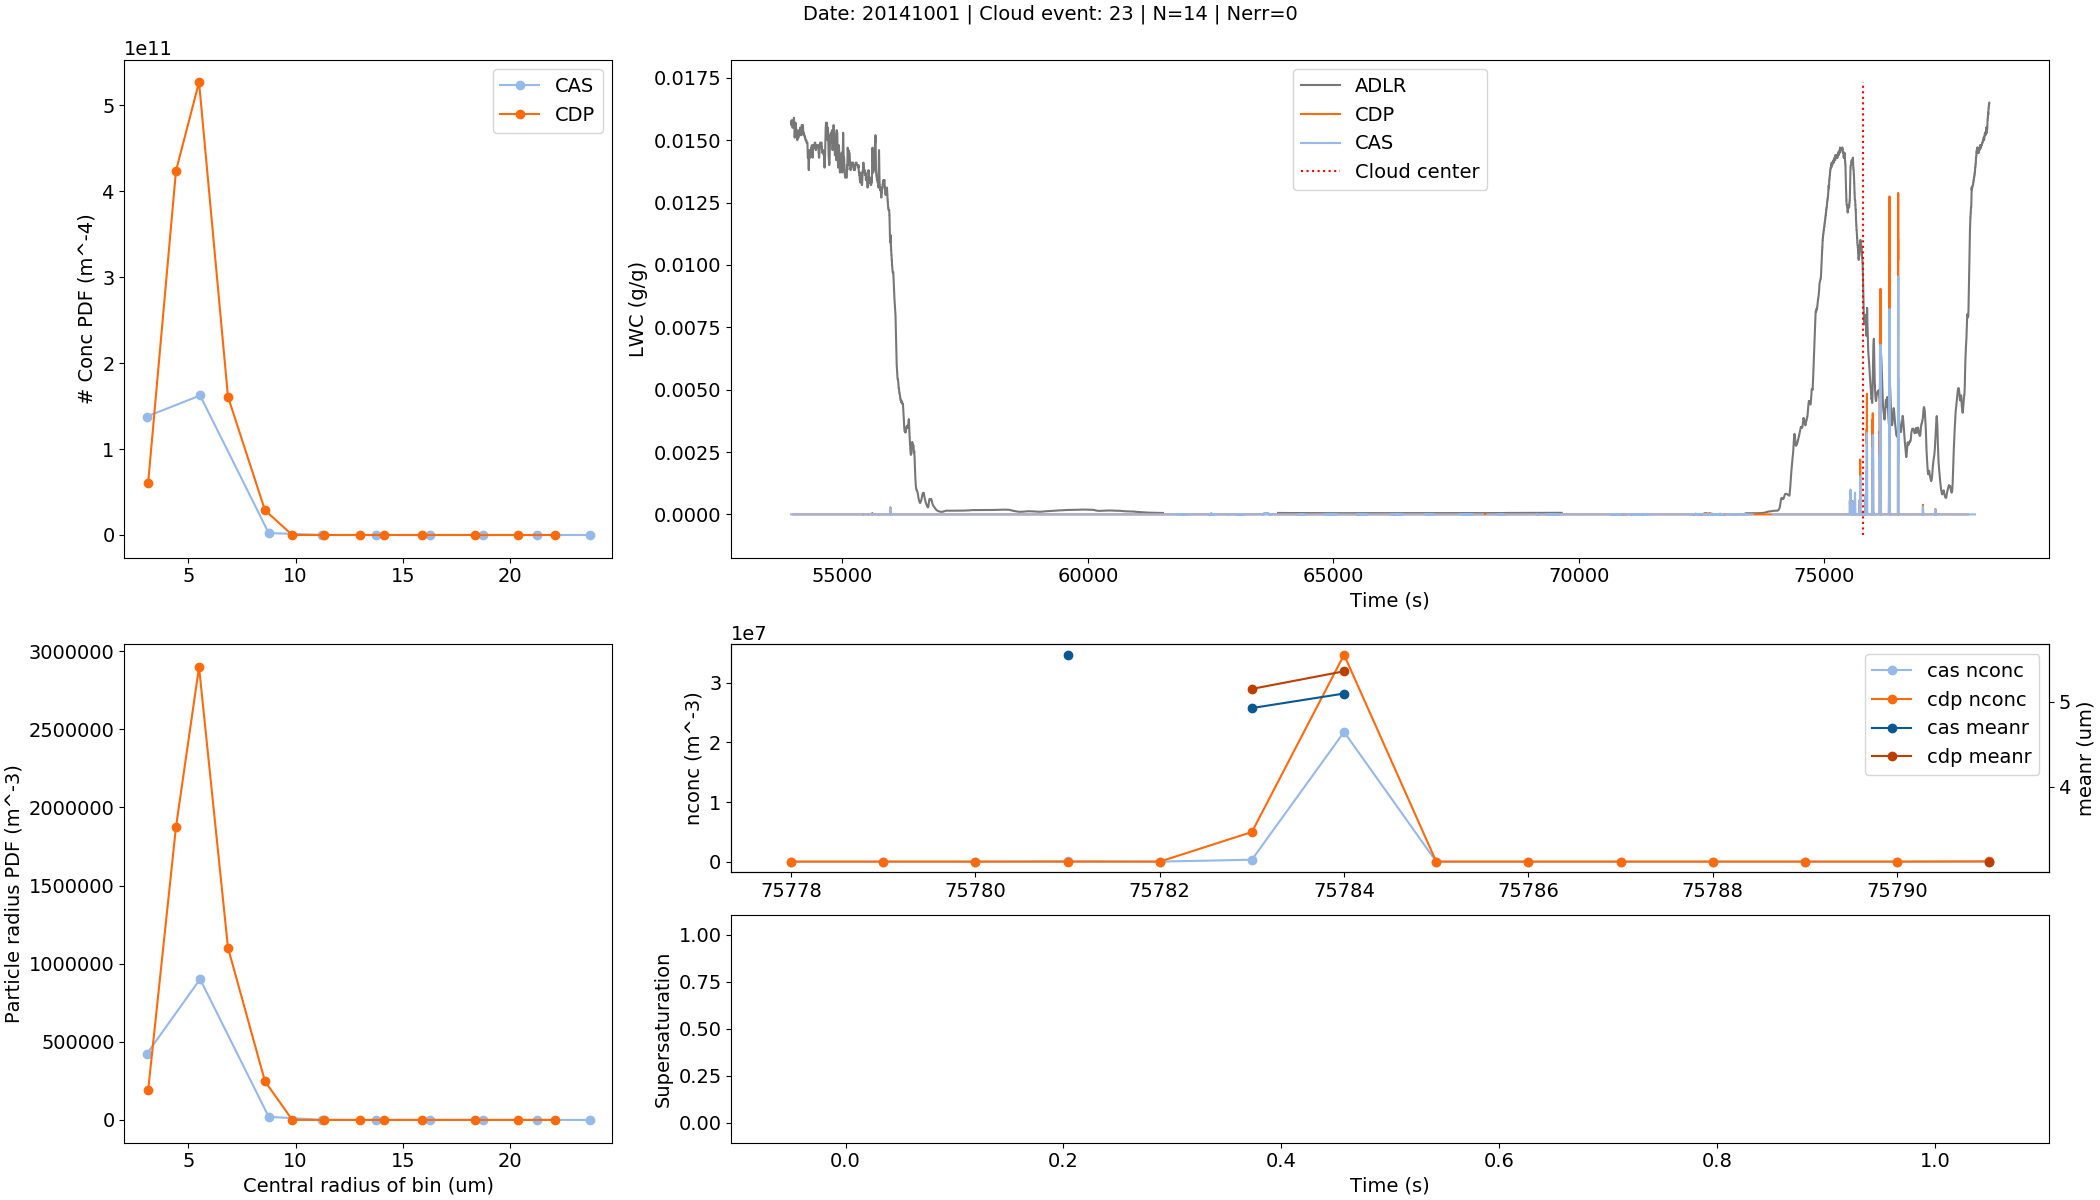 Date: 20141001 | Cloud event: 23 | N=14 | Nerr=0
1e11
# Conc PDF (m^-4)
5
4
3
2
1
0
CAS
CDP
5 10 15 20
LWC (g/g)
0.0175
0.0150
0.0125
0.0100
0.0075
0.0050
0.0025
0.0000
ADLR
CDP
CAS
Cloud center
55000 60000 65000 70000 75000
Time (s)
Particle radius PDF (m^-3)
3000000
2500000
2000000
1500000
1000000
500000
0
5 10 15 20
Central radius of bin (um)
1e7
nconc (m^-3)
3
2
1
0
cas nconc
cdp nconc
cas meanr
cdp meanr
5
4
meanr (um)
75778 75780 75782 75784 75786 75788 75790
Supersaturation
1.00
0.75
0.50
0.25
0.00
0.0 0.2 0.4 0.6 0.8 1.0
Time (s)